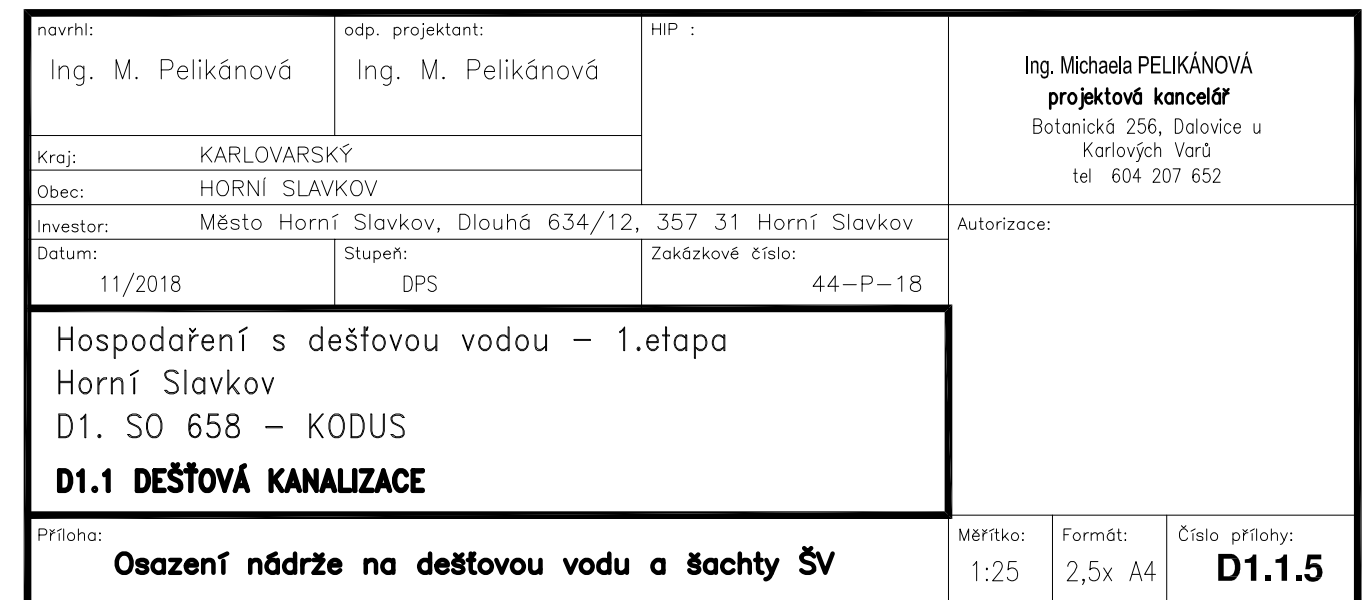 navrhl:
Ing. M. Pelikánová
odp. projektant:
Ing. M. Pelikánová
HIP :
Ing. Michaela PELIKÁNOVÁ
projektová kancelář
Botanická 256, Dalovice u
Karlových Varů
tel 604 207 652
Kraj: KARLOVARSKÝ
Obec: HORNÍ SLAVKOV
Investor: Město Horní Slavkov, Dlouhá 634/12, 357 31 Horní Slavkov
Autorizace:
Datum:
11/2018
Stupeň:
DPS
Zakázkové číslo:
44-P-18
Hospodaření s dešťovou vodou - 1.etapa
Horní Slavkov
D1. SO 658 - KODUS
D1.1 DEŠŤOVÁ KANALIZACE
Příloha:
Osazení nádrže na dešťovou vodu a šachty ŠV
Měřítko:
1:25
Formát:
2,5x A4
Číslo přílohy:
D1.1.5